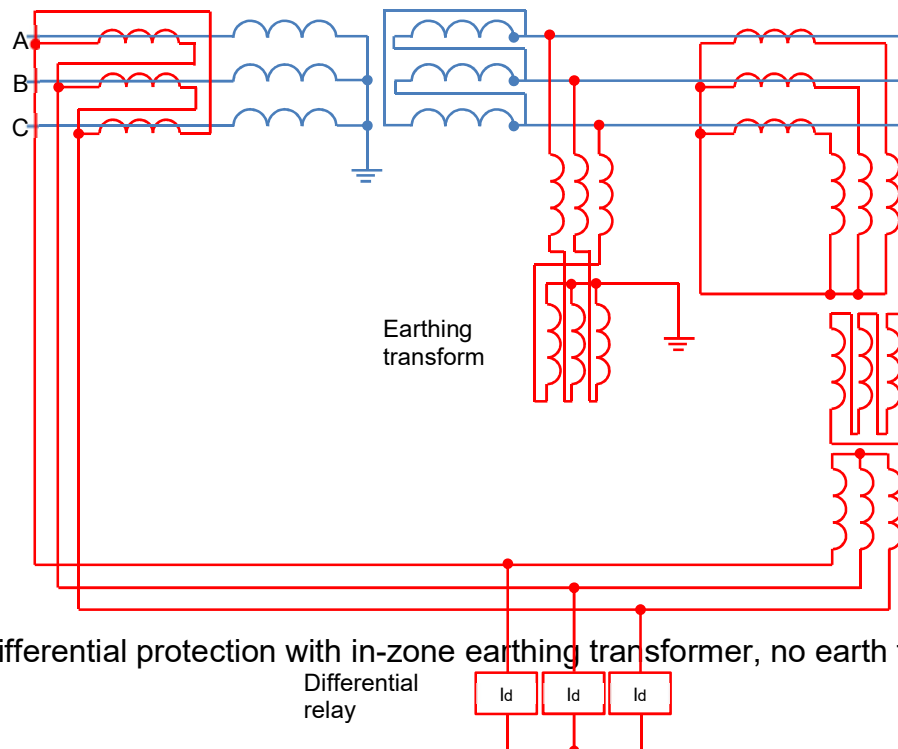 A
B
C
Earthing
transform
ifferential protection with in-zone earthing transformer, no earth
Differential
relay
Id Id Id